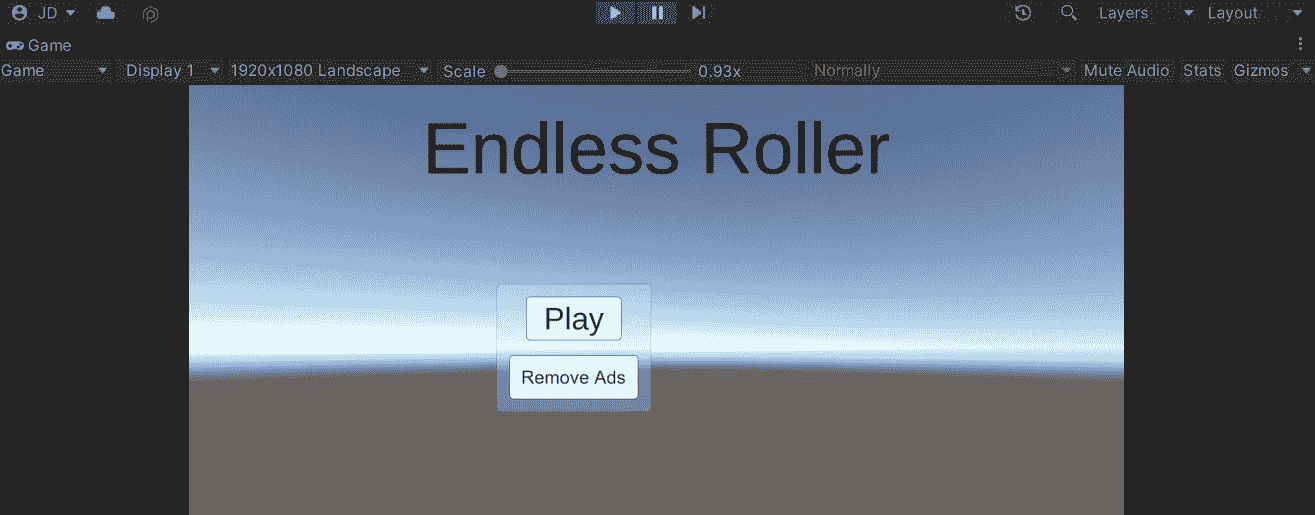 JD Layers Layout
Game
Game Display 1 1920x1080 Landscape Scale 0.93x Normally Mute Audio Stats Gizmos
Endless Roller
Play
Remove Ads